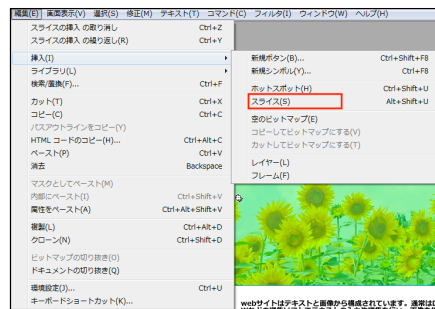 編集(E) 画面表示(V) 選択(S) 修正(M) テキスト(T) コマンド(C) フィルタ(I) ウィンドウ(W) ヘルプ(H)
スライスの挿入 の取り消し Ctrl+Z
スライスの挿入 の繰り返し(R) Ctrl+Y
挿入(I)
ライブラリ(L)
検索/置換(F)... Ctrl+F
カット(T) Ctrl+X
コピー(C) Ctrl+C
パスアウトラインをコピー(Y)
HTML コードのコピー(H)... Ctrl+Alt+C
ペースト(P) Ctrl+V
消去 Backspace
マスクとしてペースト(M)
内部にペースト(I) Ctrl+Shift+V
属性をペースト(A) Ctrl+Alt+Shift+V
複製(L) Ctrl+Alt+D
クローン(N) Ctrl+Shift+D
ビットマップの切り抜き(O)
ドキュメントの切り抜き(Q)
環境設定(J)... Ctrl+U
キーボードショートカット(K)...
新規ボタン(B)... Ctrl+Shift+F8
新規シンボル(Y)... Ctrl+F8
ホットスポット(H) Ctrl+Shift+U
スライス(S) Alt+Shift+U
空のビットマップ(E)
コピーしてビットマップにする(V)
カットしてビットマップにする(T)
レイヤー(L)
フレーム(F)
webサイトはテキストと画像から構成されています。通常は